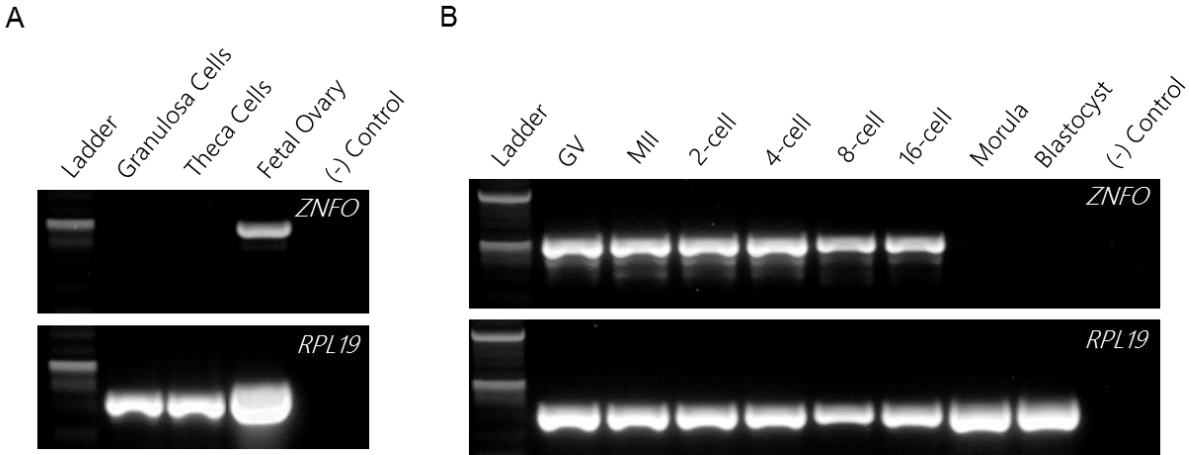 A
Ladder
Granulosa Cells
Theca Cells
Fetal Ovary
(-) Control
ZNFO
RPL19
B
Ladder
GV
MII
2-cell
4-cell
8-cell
16-cell
Morula
Blastocyst
(-) Control
ZNFO
RPL19